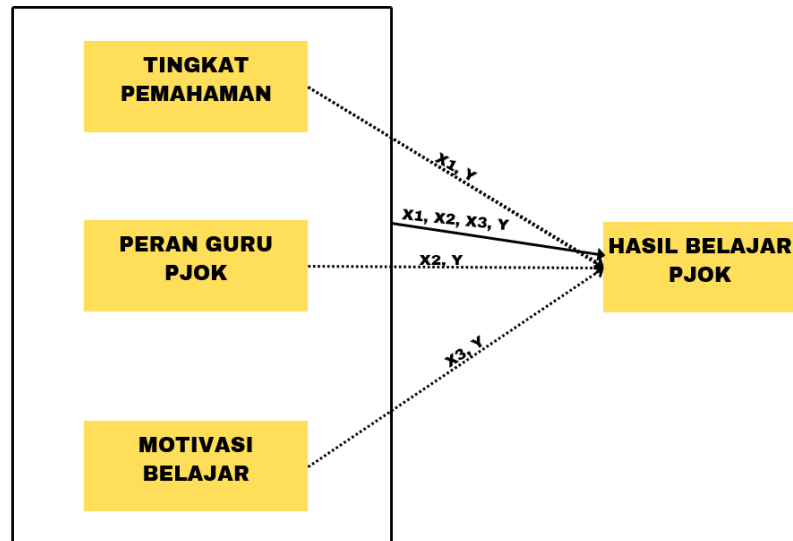 TINGKAT
PEMAHAMAN
X1, Y
X1, X2, X3, Y
PERAN GURU
PJOK
X2, Y
HASIL BELAJAR
PJOK
X3, Y
MOTIVASI
BELAJAR